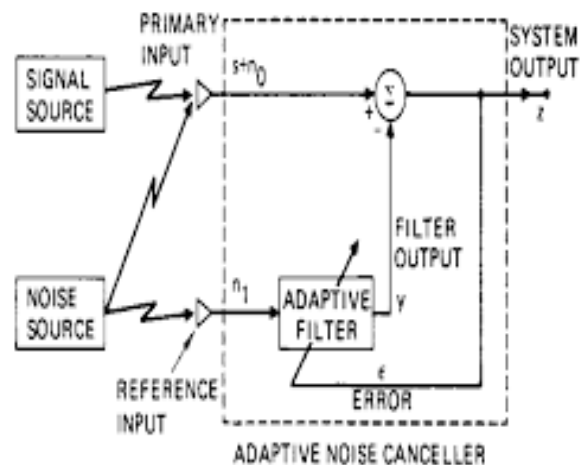 PRIMARY
INPUT
SYSTEM
OUTPUT
SIGNAL
SOURCE
s+n0
Σ
+
-
z
FILTER
OUTPUT
NOISE
SOURCE
n1
ADAPTIVE
FILTER
y
REFERENCE
INPUT
ε
ERROR
ADAPTIVE NOISE CANCELLER